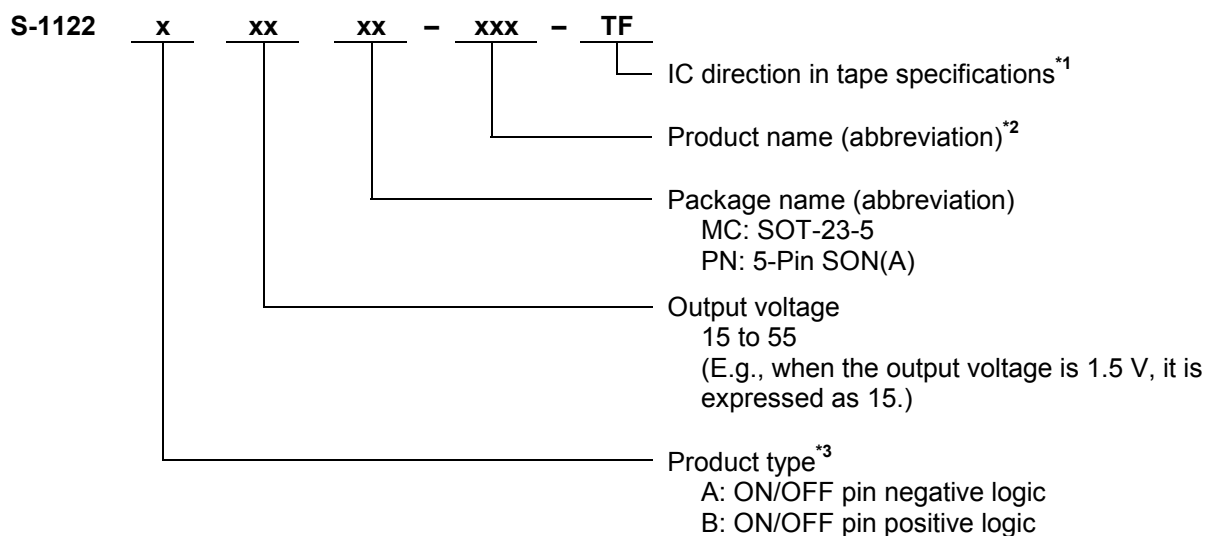 S-1122 x xx xx – xxx – TF
IC direction in tape specifications*1
Product name (abbreviation)*2
Package name (abbreviation)
MC: SOT-23-5
PN: 5-Pin SON(A)
Output voltage
15 to 55
(E.g., when the output voltage is 1.5 V, it is
expressed as 15.)
Product type*3
A: ON/OFF pin negative logic
B: ON/OFF pin positive logic